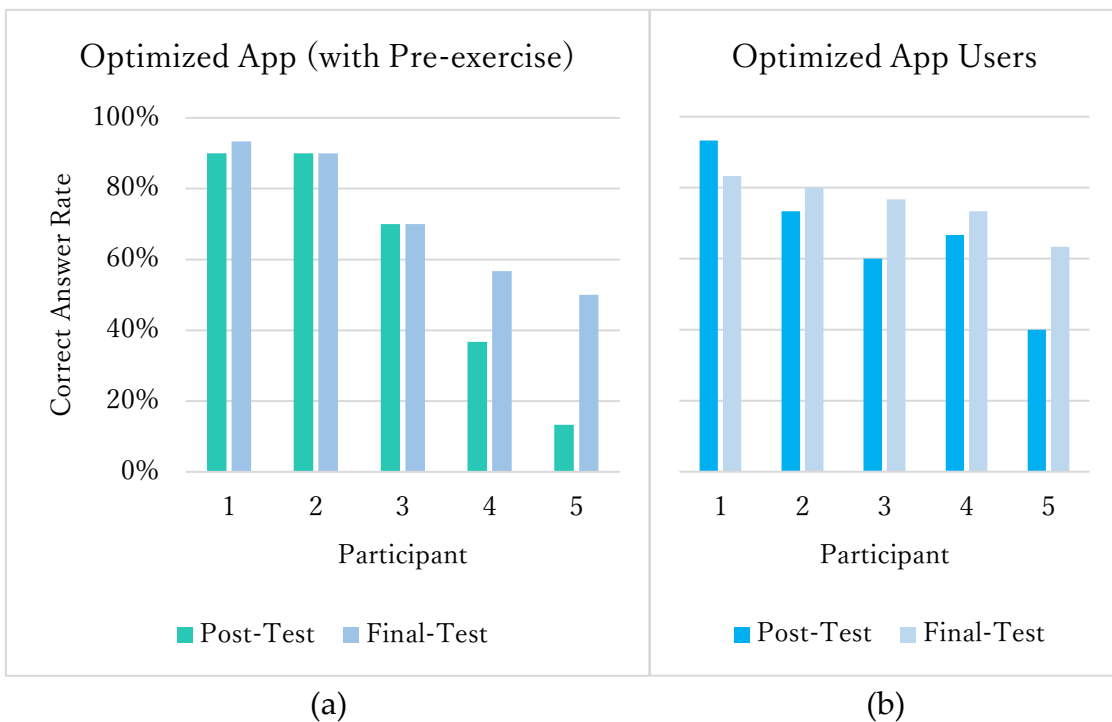 Optimized App (with Pre-exercise)
Correct Answer Rate
100%
80%
60%
40%
20%
0%
1 2 3 4 5
Participant
Post-Test Final-Test
(a)
Optimized App Users
1 2 3 4 5
Participant
Post-Test Final-Test
(b)